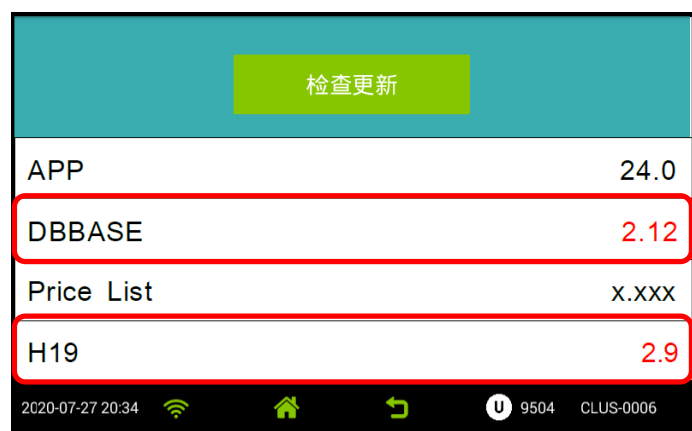 检查更新
APP 24.0
DBBASE 2.12
Price List x.xxx
H19 2.9
2020-07-27 20:34 U 9504 CLUS-0006